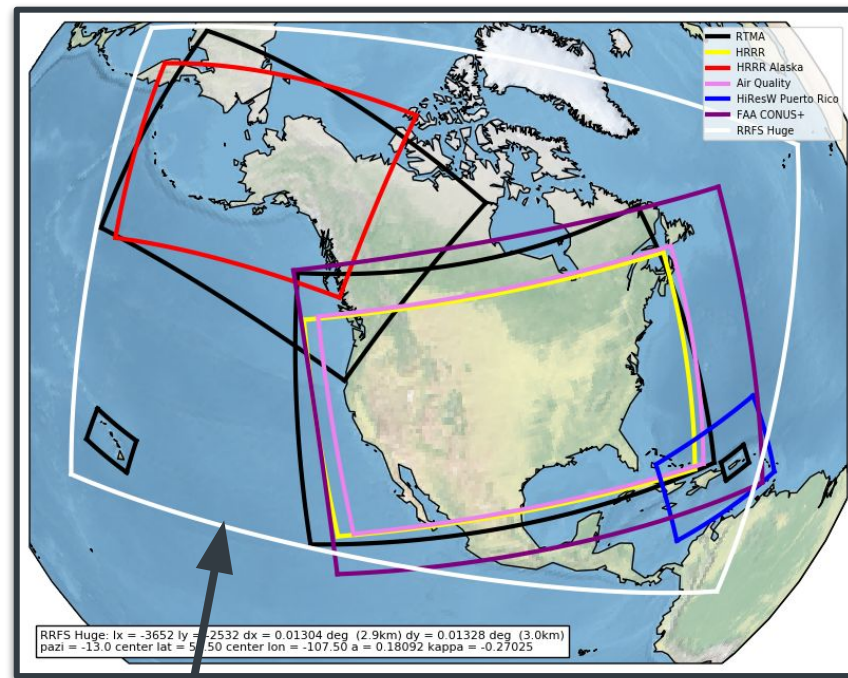 RTMA
HRRR
HRRR Alaska
Air Quality
HiResW Puerto Rico
FAA CONUS+
RRFS Huge
RRFS Huge: lx = -3652 ly = -2532 dx = 0.01304 deg (2.9km) dy = 0.01328 deg (3.0km)
pazi = -13.0 center lat = .50 center lon = -107.50 a = 0.18092 kappa = -0.27025